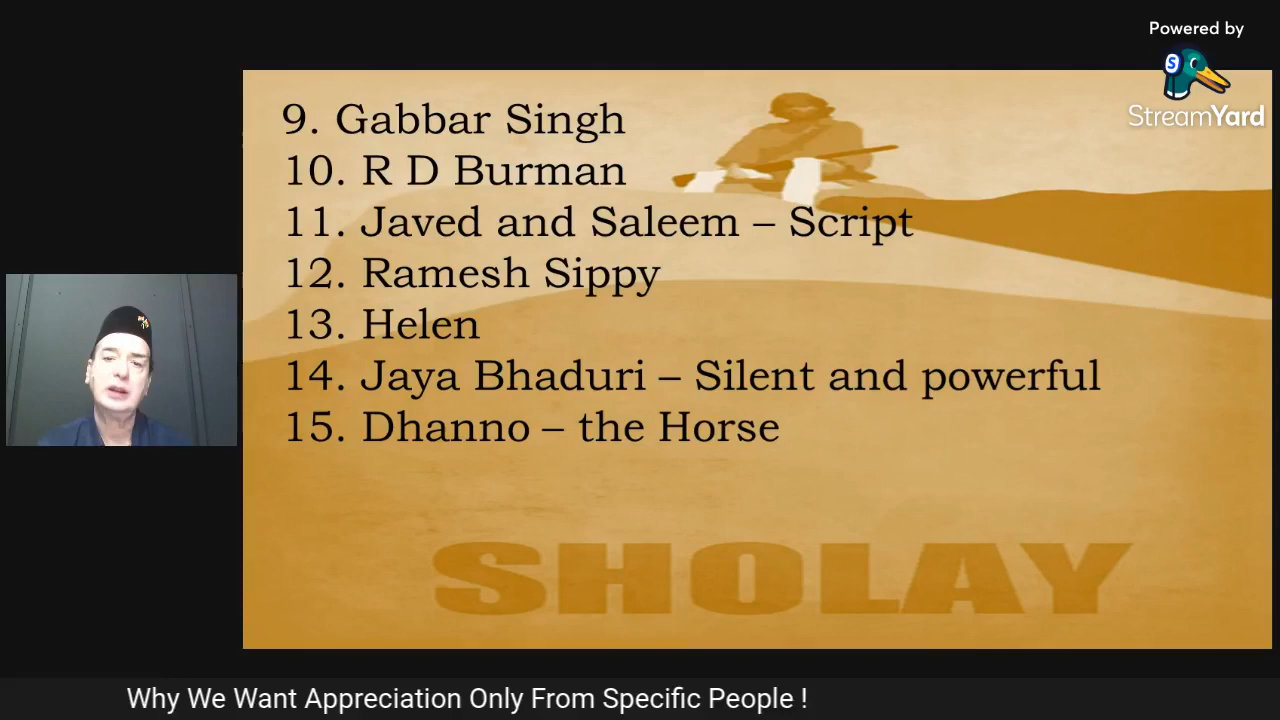 Powered by
S
StreamYard
9. Gabbar Singh
10. R D Burman
11. Javed and Saleem – Script
12. Ramesh Sippy
13. Helen
14. Jaya Bhaduri – Silent and powerful
15. Dhanno – the Horse
SHOLAY
Why We Want Appreciation Only From Specific People !